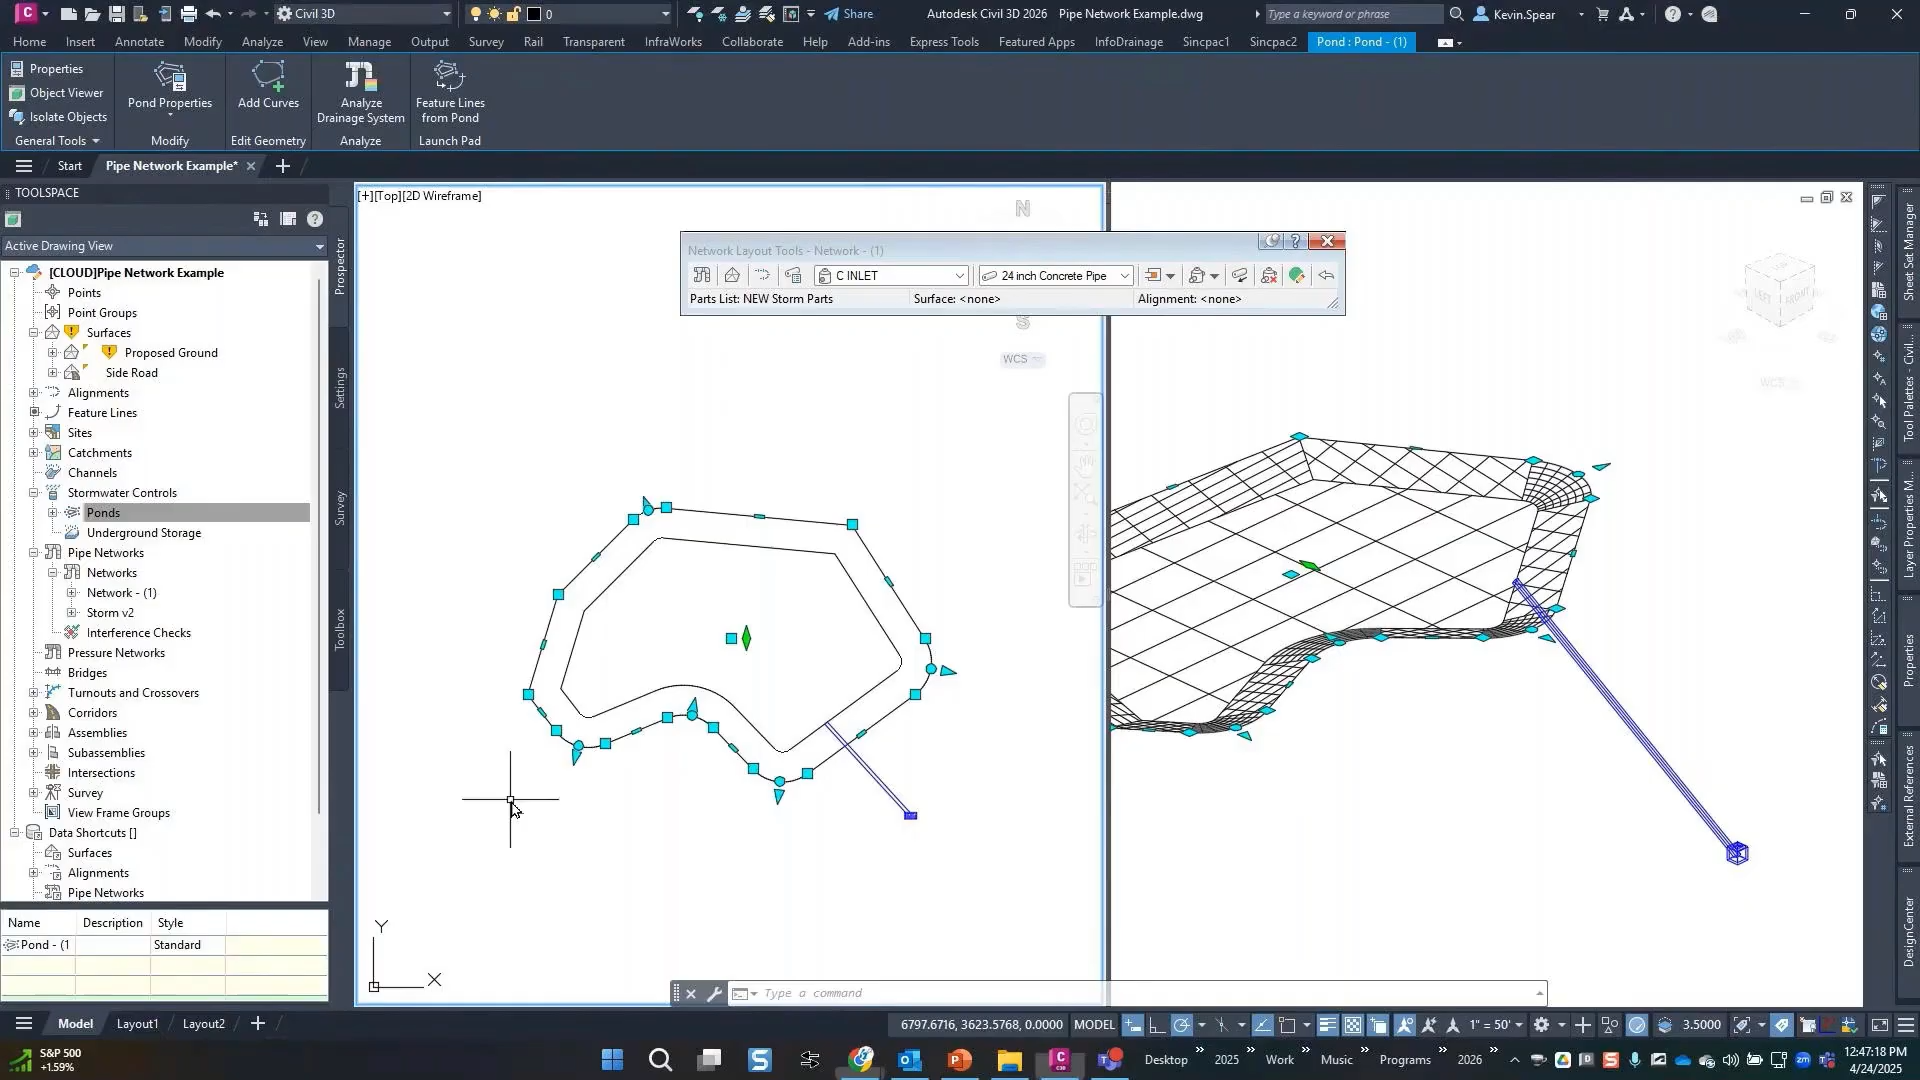 Civil 3D
0
Share
Autodesk Civil 3D 2026 Pipe Network Example.dwg
Type a keyword or phrase
Kevin.Spear
Home Insert Annotate Modify Analyze View Manage Output Survey Rail Transparent InfraWorks Collaborate Help Add-ins Express Tools Featured Apps InfoDrainage Sincpac1 Sincpac2 Pond : Pond - (1)
Properties
Object Viewer
Isolate Objects
General Tools
Pond Properties
Modify
Add Curves
Edit Geometry
Analyze
Drainage System
Analyze
Feature Lines
from Pond
Launch Pad
Start
Pipe Network Example*
TOOLSPACE
Active Drawing View
[CLOUD]Pipe Network Example
Points
Point Groups
Surfaces
Proposed Ground
Side Road
Alignments
Feature Lines
Sites
Catchments
Channels
Stormwater Controls
Ponds
Underground Storage
Pipe Networks
Networks
Network - (1)
Storm v2
Interference Checks
Pressure Networks
Bridges
Turnouts and Crossovers
Corridors
Assemblies
Subassemblies
Intersections
Survey
View Frame Groups
Data Shortcuts []
Surfaces
Alignments
Pipe Networks
Name Description Style
Pond - (1 Standard
Prospector
Settings
Survey
Toolbox
[+][Top][2D Wireframe]
N
S
WCS
Network Layout Tools - Network - (1)
C INLET
24 inch Concrete Pipe
Parts List: NEW Storm Parts
Surface: <none>
Alignment: <none>
TOP
LEFT
FRONT
WCS
Y
X
Type a command
Sheet Set Manager
Tool Palettes - Civil...
Layer Properties M...
Properties
External References
DesignCenter
Model Layout1 Layout2
6797.6716, 3623.5768, 0.0000 MODEL
1" = 50'
3.5000
S&P 500
+1.59%
Desktop
2025
Work
Music
Programs
2026
12:47:18 PM
4/24/2025